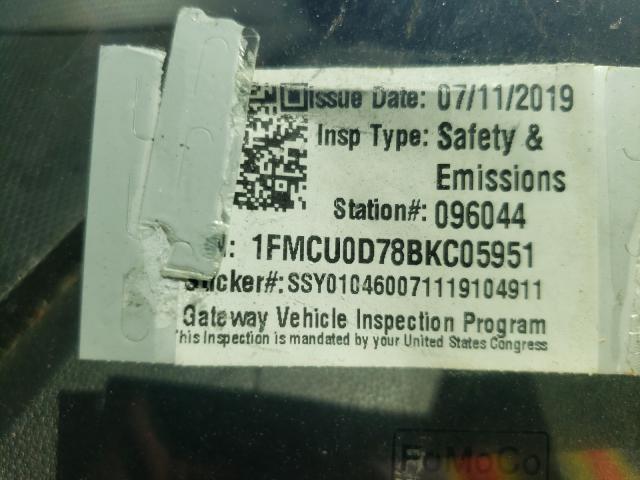 Issue Date: 07/11/2019
Insp Type: Safety &
Emissions
Station#: 096044
: 1FMCU0D78BKC05951
Sticker#: SSY010460071119104911
Gateway Vehicle Inspection Program
This Inspection is mandated by your United States Congress
FoMoCo